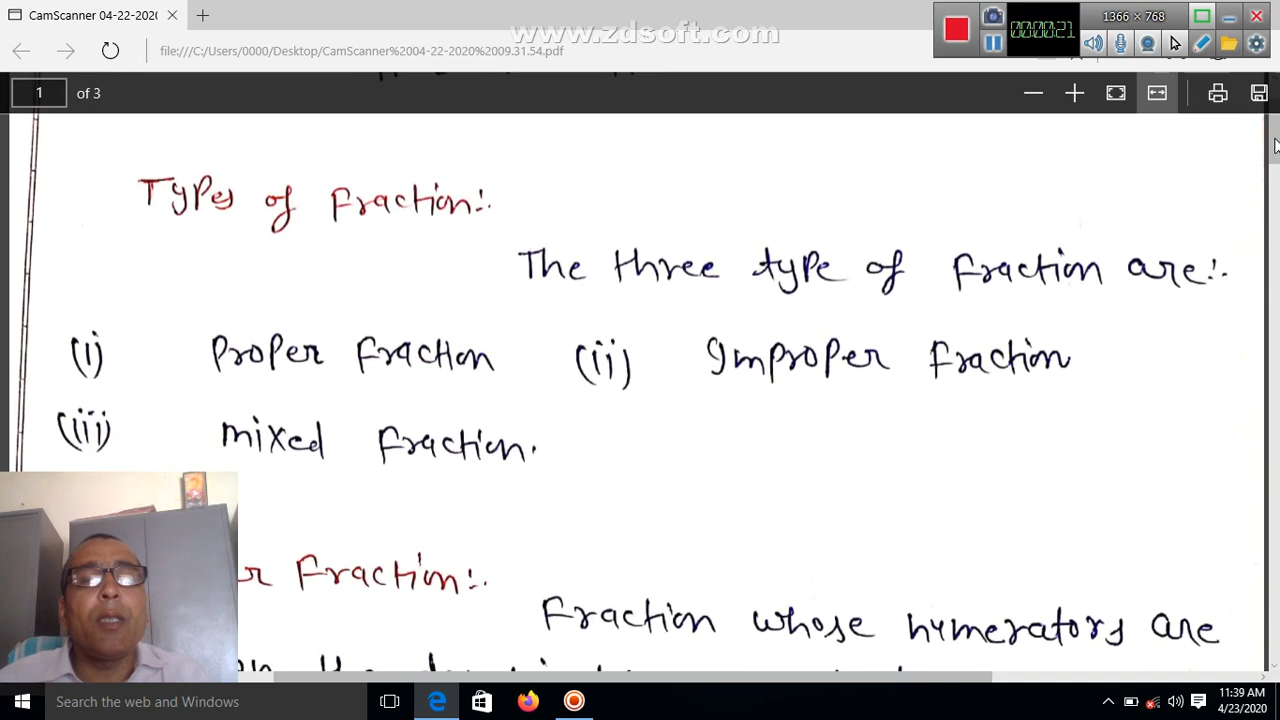 CamScanner 04-22-2020
www.zdsoft.com
1366 × 768
00:00:21
file:///C:/Users/0000/Desktop/CamScanner%2004-22-2020%2009.31.54.pdf
1 of 3
Types of Fraction:.
The three type of Fraction are:.
(i) Proper Fraction (ii) Improper Fraction
(iii) mixed Fraction.
r Fraction:.
Fraction whose numerators are
Search the web and Windows
11:39 AM
4/23/2020